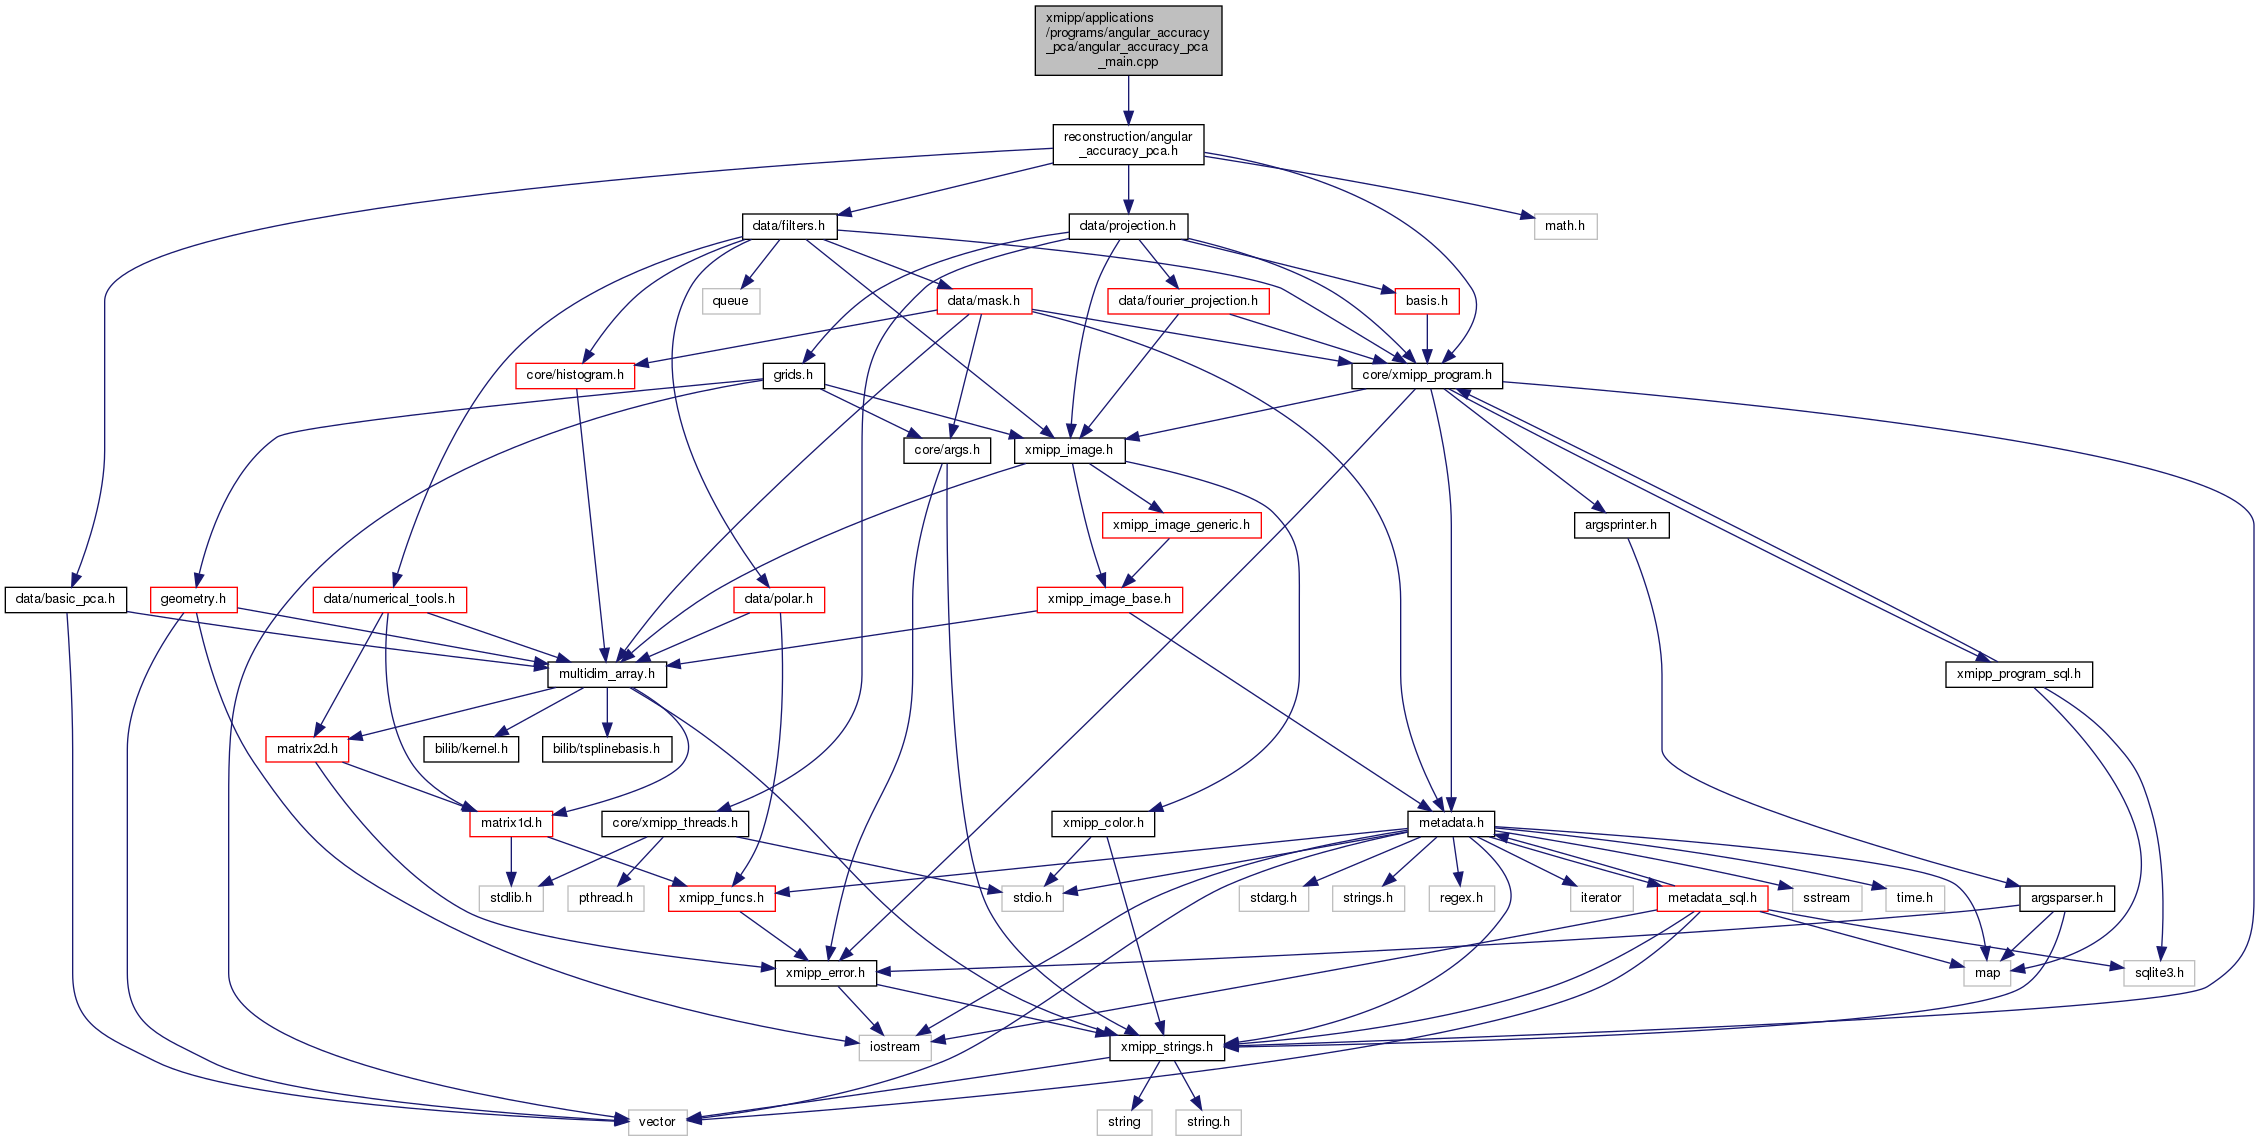 xmipp/applications
/programs/angular_accuracy
_pca/angular_accuracy_pca
_main.cpp
reconstruction/angular
_accuracy_pca.h
data/filters.h
data/projection.h
math.h
queue
data/mask.h
data/fourier_projection.h
basis.h
core/histogram.h
grids.h
core/xmipp_program.h
core/args.h
xmipp_image.h
xmipp_image_generic.h
argsprinter.h
data/basic_pca.h
geometry.h
data/numerical_tools.h
data/polar.h
xmipp_image_base.h
multidim_array.h
xmipp_program_sql.h
matrix2d.h
bilib/kernel.h
bilib/tsplinebasis.h
matrix1d.h
core/xmipp_threads.h
xmipp_color.h
metadata.h
stdlib.h
pthread.h
xmipp_funcs.h
stdio.h
stdarg.h
strings.h
regex.h
iterator
metadata_sql.h
sstream
time.h
argsparser.h
xmipp_error.h
map
sqlite3.h
iostream
xmipp_strings.h
vector
string
string.h